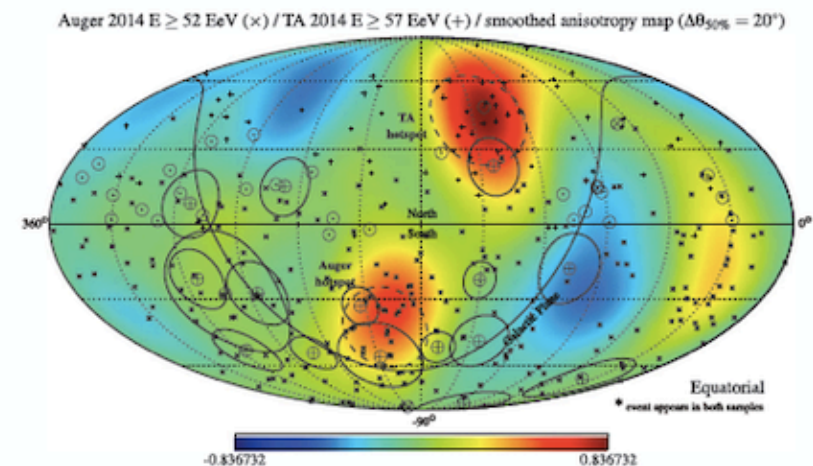 Auger 2014 E ≥ 52 EeV (×) / TA 2014 E ≥ 57 EeV (+) / smoothed anisotropy map (Δθ50% = 20°)
TA
hotspot
North
360° 0°
South
Auger
hotspot
Galactic Plane
Equatorial
* event appears in both samples
-90°
-0.836732 0.836732